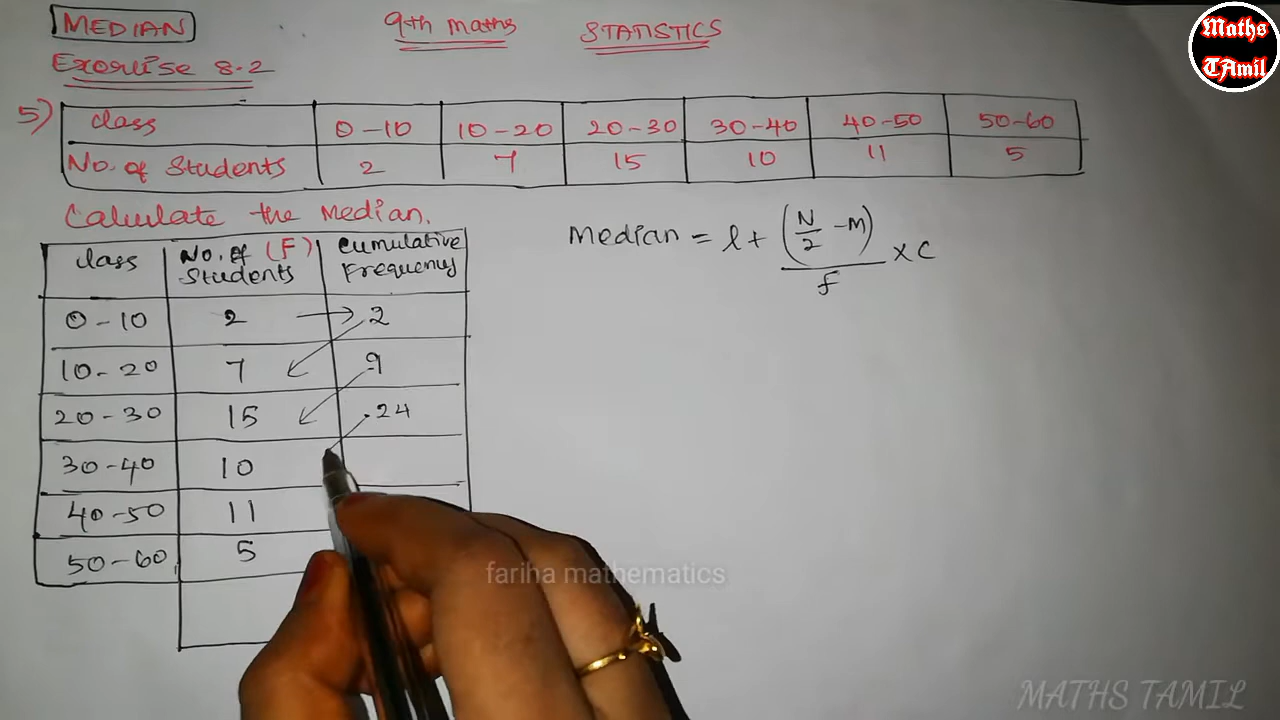 MEDIAN 9th maths STATISTICS
Maths TAmil
Exercise 8.2
5) class 0-10 10-20 20-30 30-40 40-50 50-60
No. of Students 2 7 15 10 11 5
Calculate the Median.
Median = l + (N/2 - M)/f × C
class No. of (F) Students Cumulative Frequency
0-10 2 2
10-20 7 9
20-30 15 24
30-40 10
40-50 11
50-60 5
fariha mathematics
MATHS TAMIL